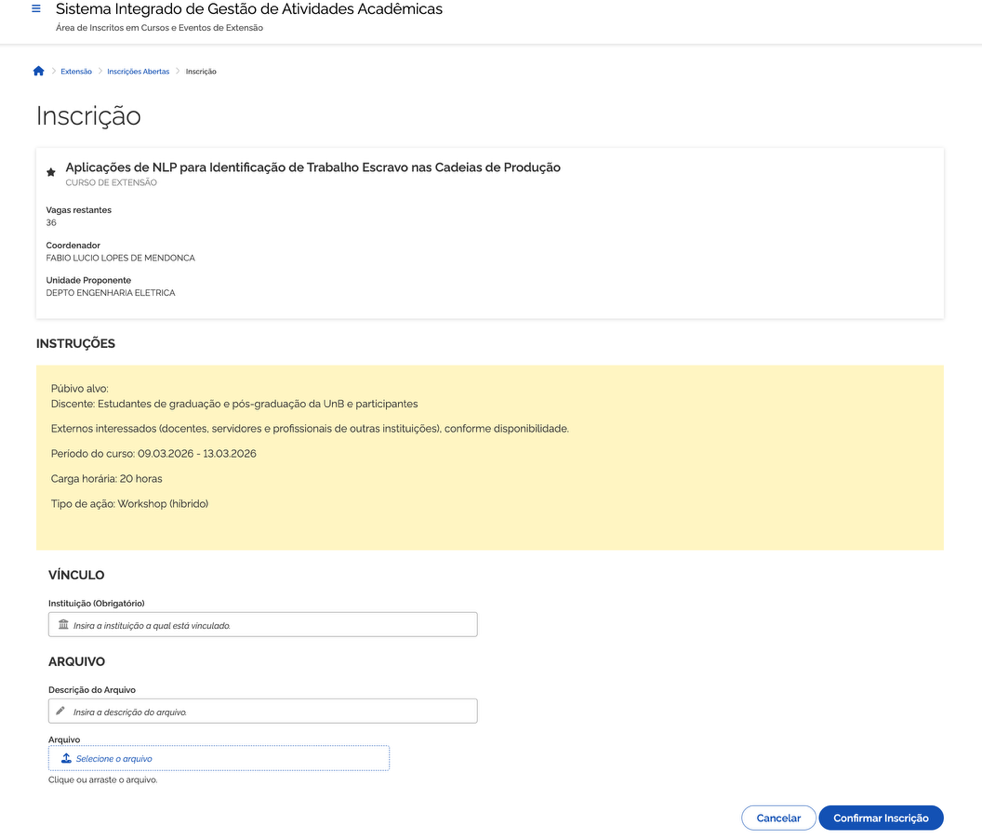 Sistema Integrado de Gestão de Atividades Acadêmicas
Área de Inscritos em Cursos e Eventos de Extensão
Extensão > Inscrições Abertas > Inscrição
Inscrição
Aplicações de NLP para Identificação de Trabalho Escravo nas Cadeias de Produção
CURSO DE EXTENSÃO
Vagas restantes
36
Coordenador
FABIO LUCIO LOPES DE MENDONCA
Unidade Proponente
DEPTO ENGENHARIA ELETRICA
INSTRUÇÕES
Púbivo alvo:
Discente: Estudantes de graduação e pós-graduação da UnB e participantes
Externos interessados (docentes, servidores e profissionais de outras instituições), conforme disponibilidade.
Período do curso: 09.03.2026 - 13.03.2026
Carga horária: 20 horas
Tipo de ação: Workshop (híbrido)
VÍNCULO
Instituição (Obrigatório)
Insira a instituição a qual está vinculado.
ARQUIVO
Descrição do Arquivo
Insira a descrição do arquivo.
Arquivo
Selecione o arquivo
Clique ou arraste o arquivo.
Cancelar
Confirmar Inscrição